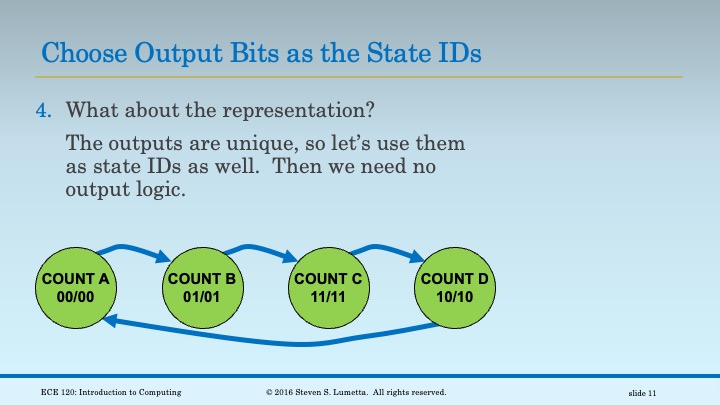 Choose Output Bits as the State IDs
4. What about the representation?
The outputs are unique, so let’s use them
as state IDs as well.  Then we need no
output logic.
COUNT A
00/00
COUNT B
01/01
COUNT C
11/11
COUNT D
10/10
ECE 120: Introduction to Computing
© 2016 Steven S. Lumetta.  All rights reserved.
slide 11